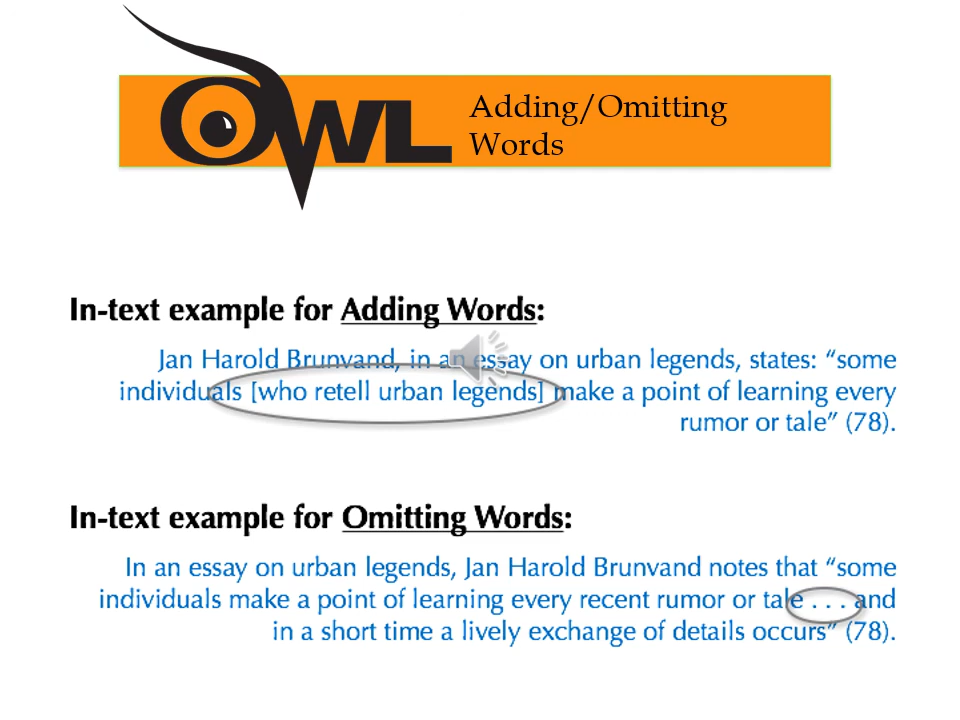 OWL
Adding/Omitting
Words
In-text example for Adding Words:
Jan Harold Brunvand, in an essay on urban legends, states: “some
individuals [who retell urban legends] make a point of learning every
rumor or tale” (78).
In-text example for Omitting Words:
In an essay on urban legends, Jan Harold Brunvand notes that “some
individuals make a point of learning every recent rumor or tale . . . and
in a short time a lively exchange of details occurs” (78).